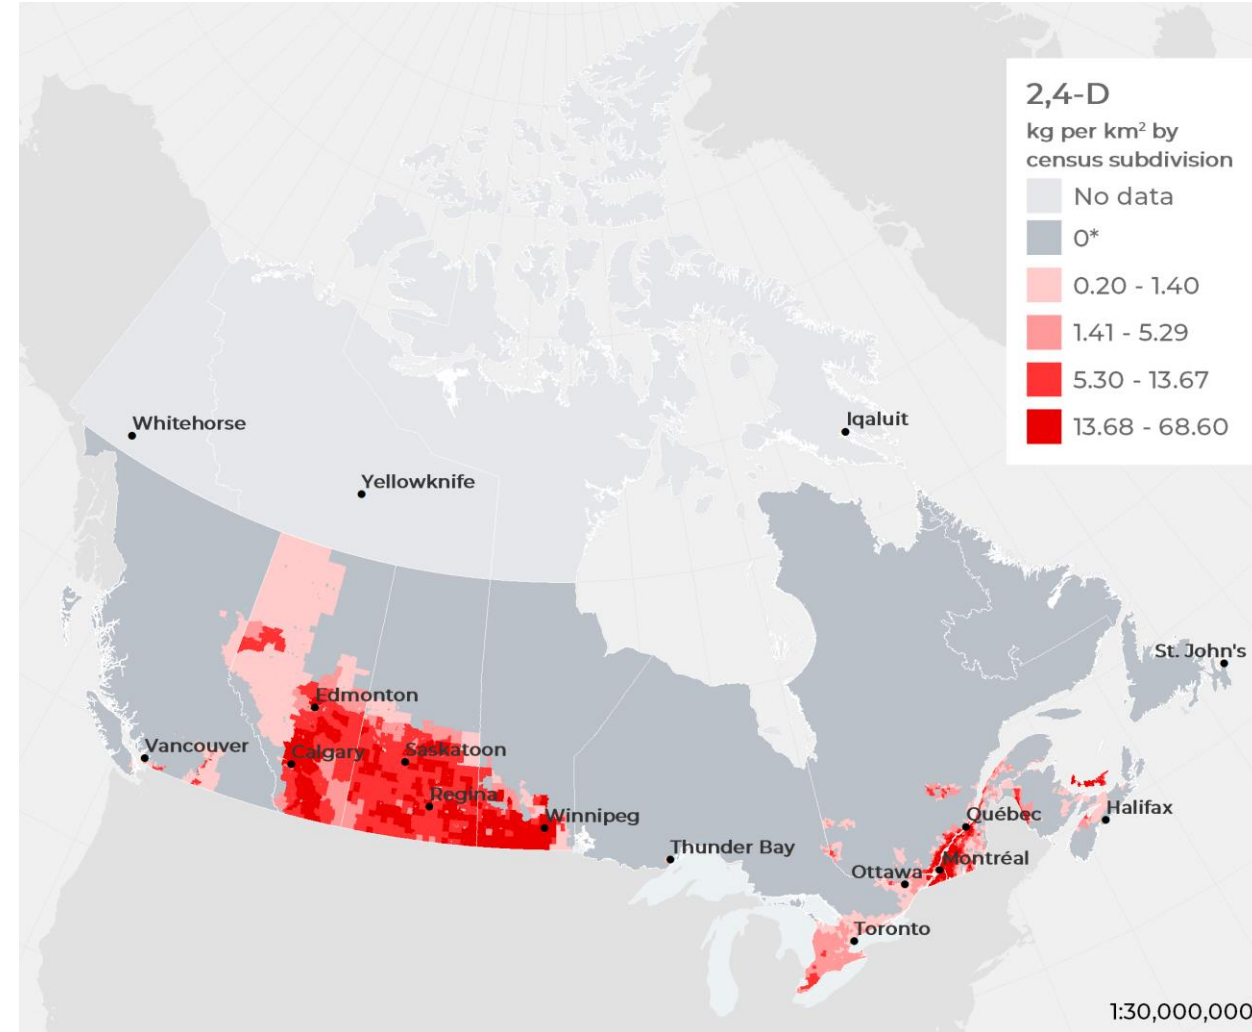 2,4-D
kg per km² by
census subdivision
No data
0*
0.20 - 1.40
1.41 - 5.29
5.30 - 13.67
13.68 - 68.60
Whitehorse
Iqaluit
Yellowknife
St. John's
Edmonton
Vancouver
Calgary
Saskatoon
Regina
Winnipeg
Québec
Halifax
Thunder Bay
Ottawa
Montréal
Toronto
1:30,000,000